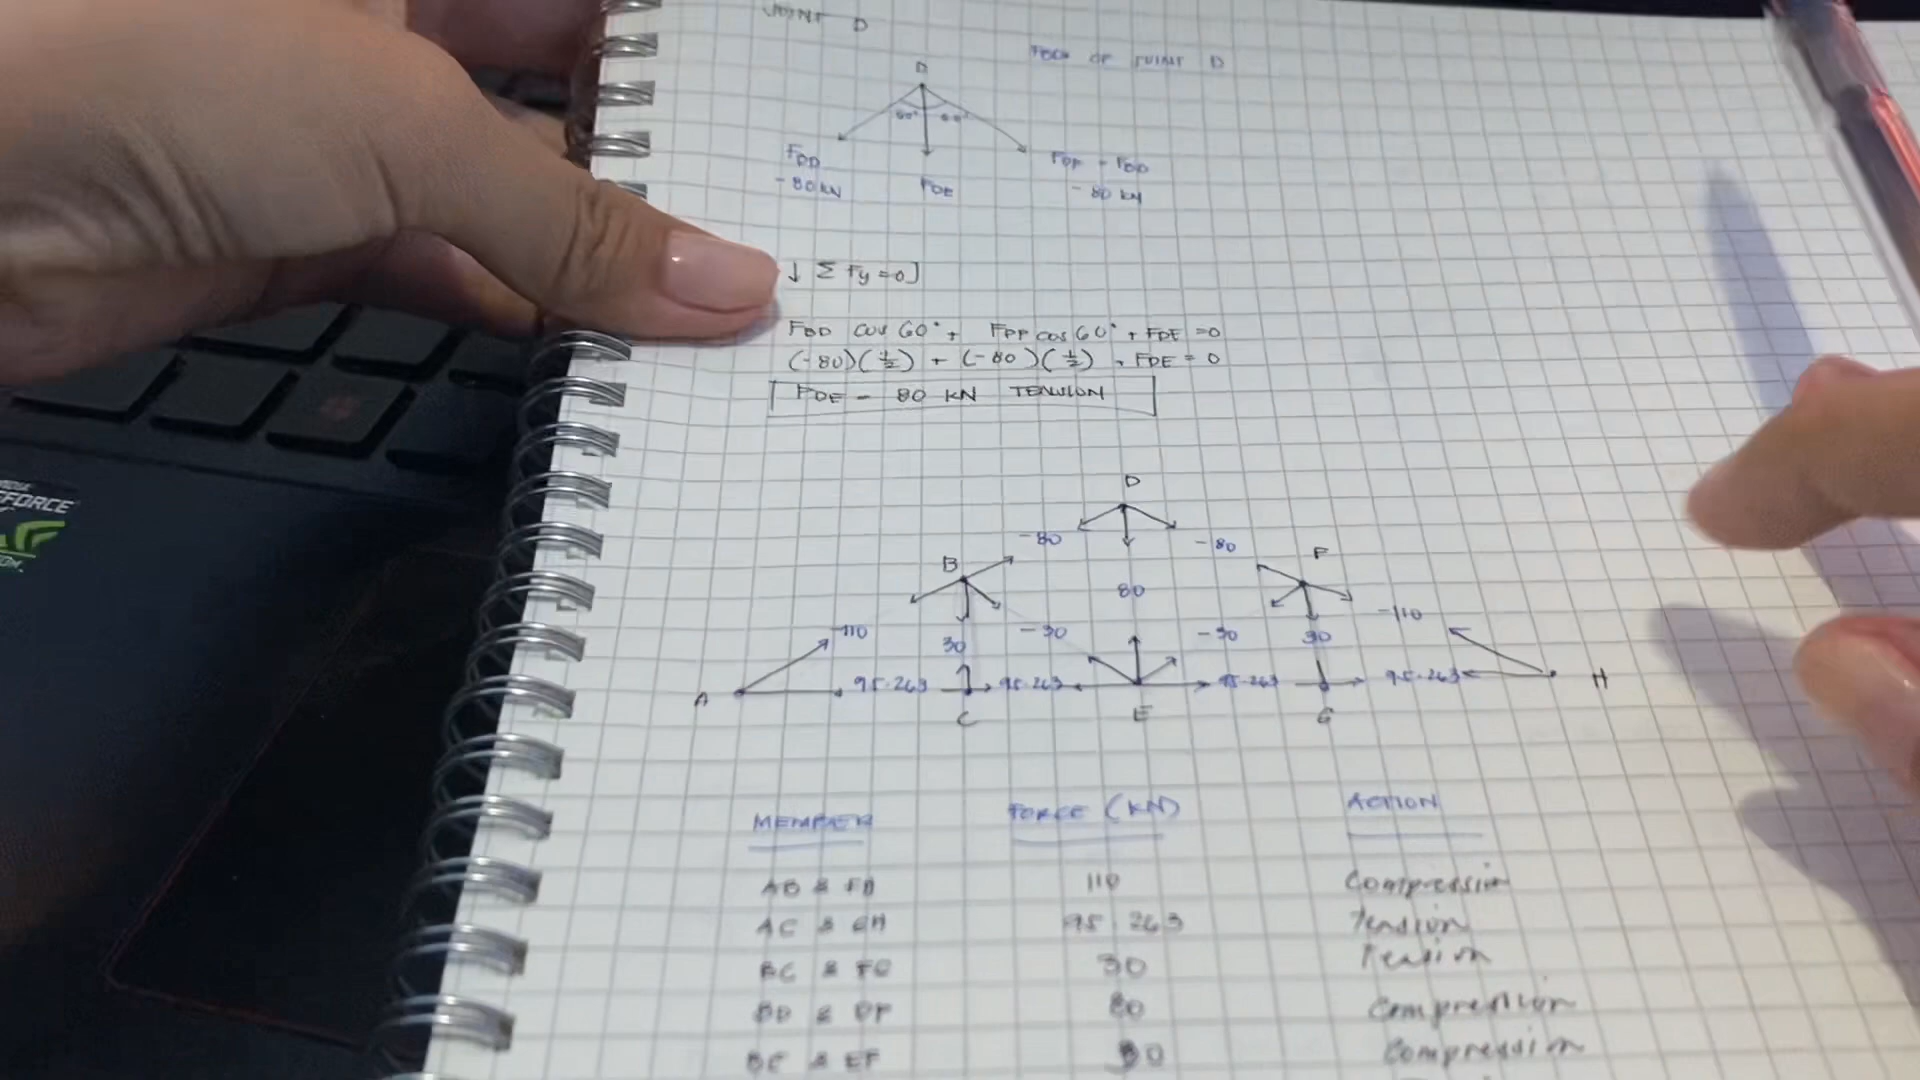 JOINT D
FBD OF JOINT D
D
60° 60°
FBD FDE FDF = FBD
-80 kN -80 kN
↓ Σ Fy = 0]
FBD cos 60° + FDF cos 60° + FDE = 0
(-80)(1/2) + (-80)(1/2) + FDE = 0
FDE = 80 KN TENSION
D
-80 -80
B F
80
-110 30 -30 -30 30 -110
A 95.263 95.263 95.263 95.263 H
C E G
MEMBER FORCE (KN) ACTION
AB & 110 Compression
AC & GH 95.263 Tension
BC & FG 30 Tension
BD & DF 80 Compression
BE & EF 30 Compression
GEFORCE